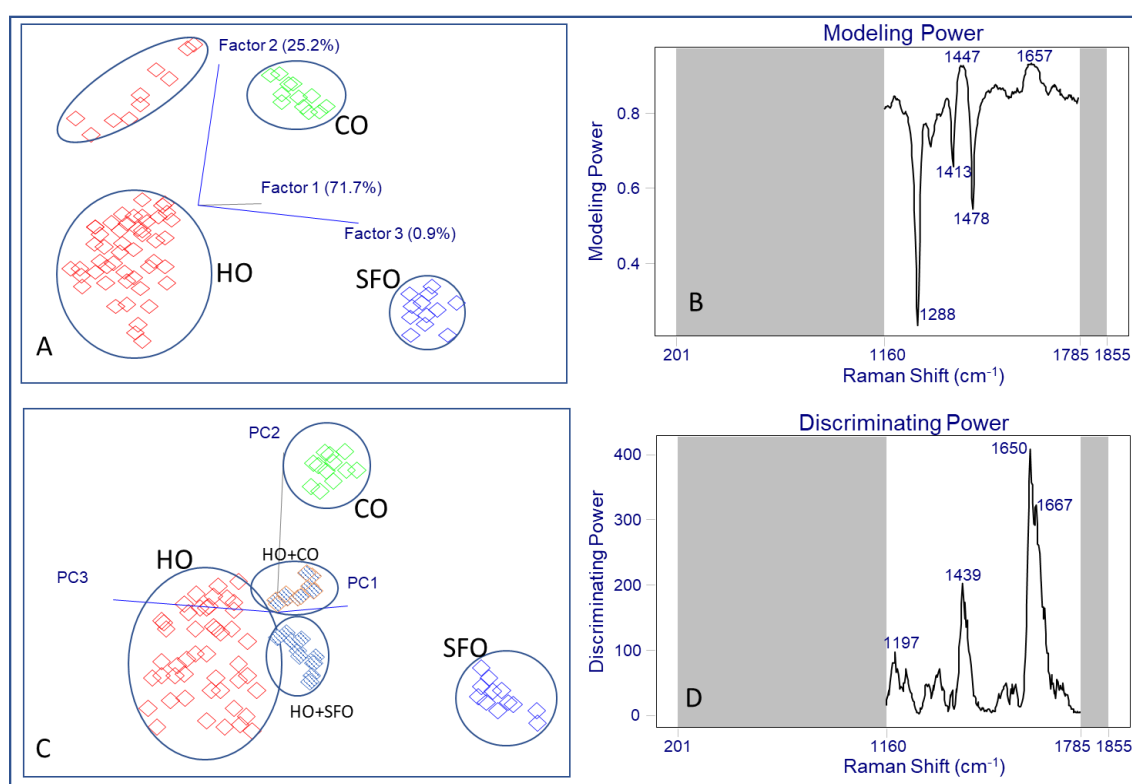 Factor 2 (25.2%)
CO
Factor 1 (71.7%)
Factor 3 (0.9%)
HO
SFO
A
Modeling Power
1447
1657
0.8
0.6
0.4
Modeling Power
1413
1478
1288
B
201
1160
1785
1855
Raman Shift (cm-1)
PC2
CO
HO
HO+CO
PC3
PC1
SFO
HO+SFO
C
Discriminating Power
1650
400
1667
300
200
100
0
Discriminating Power
1439
1197
D
201
1160
1785
1855
Raman Shift (cm-1)